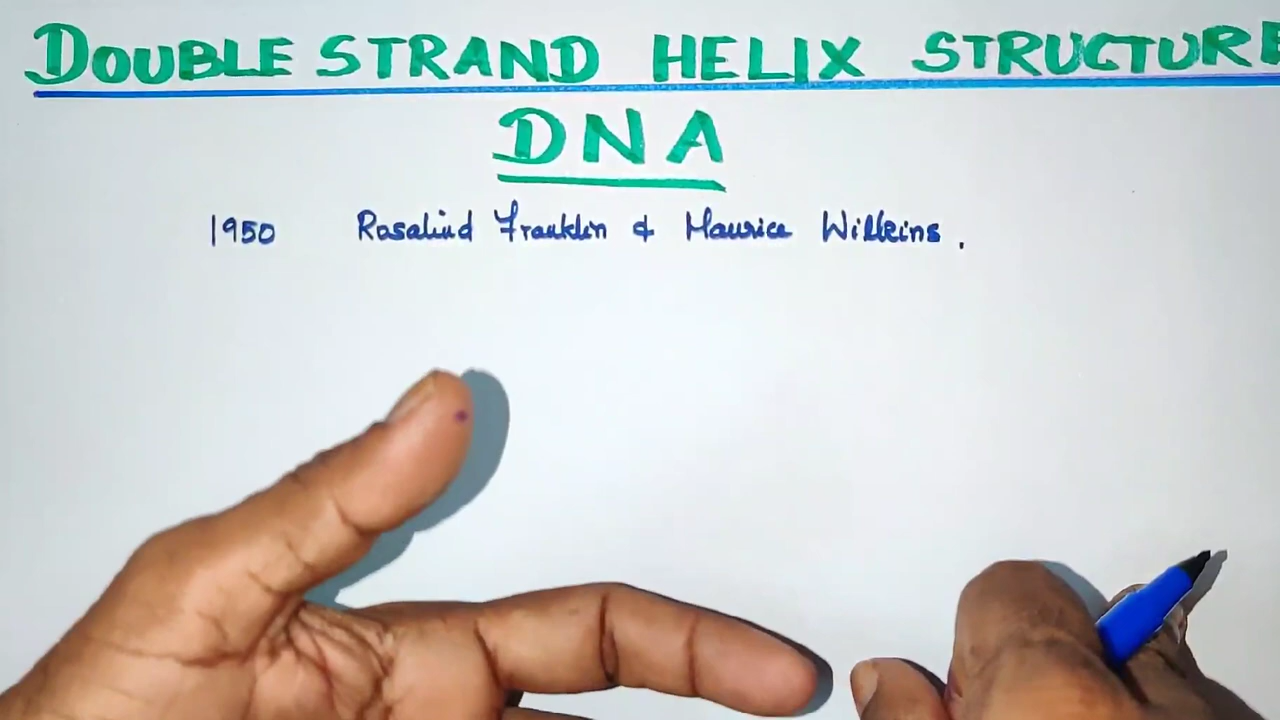 DOUBLE STRAND HELIX STRUCTURE
DNA
1950 Rosalind Franklin & Maurice Wilkins.